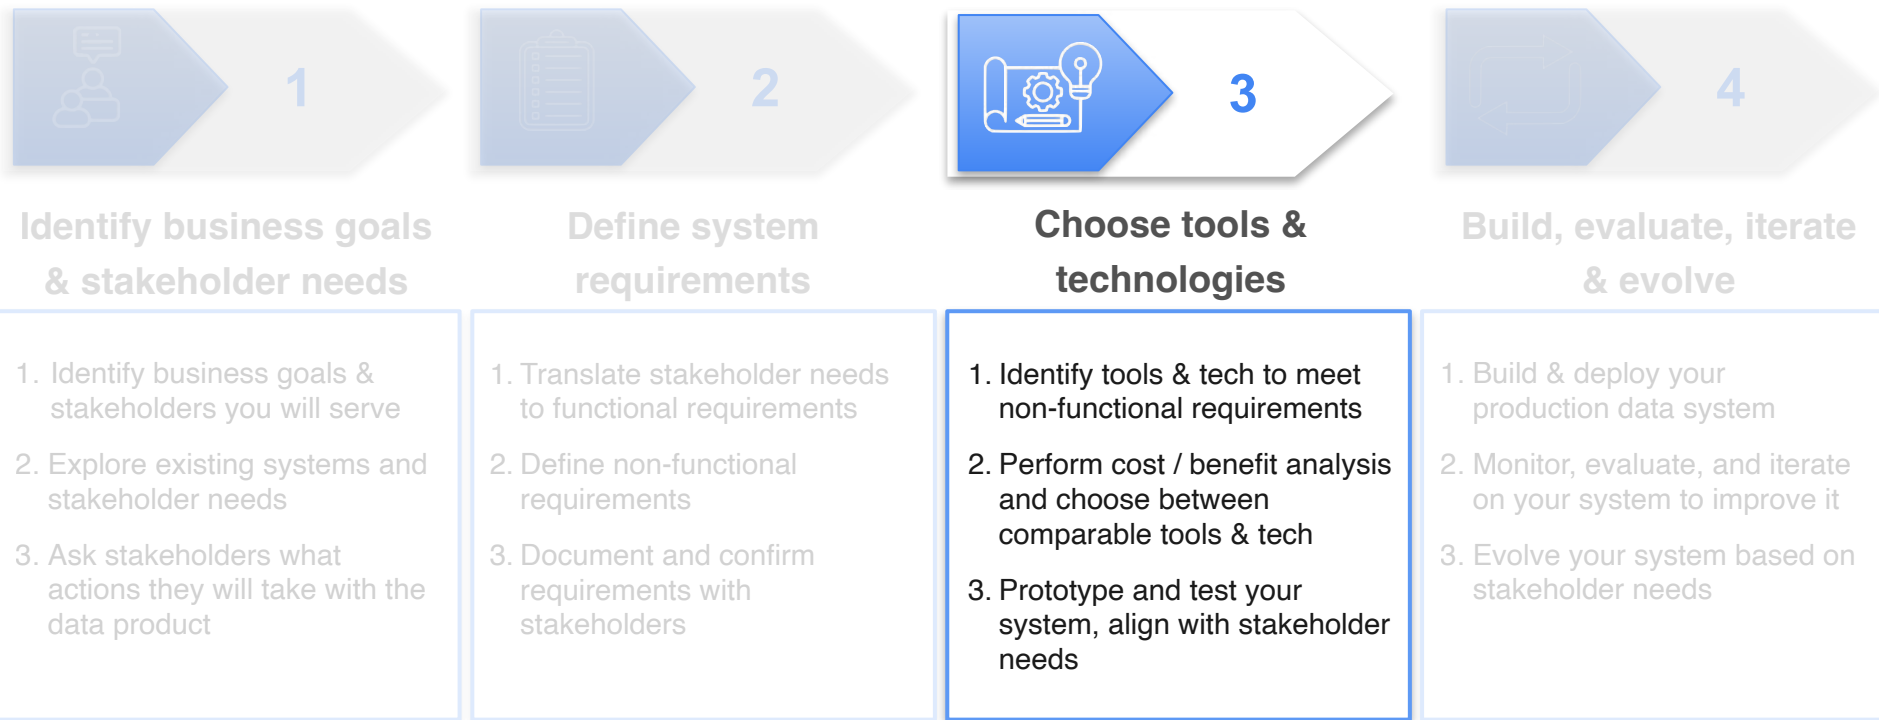 1
Identify business goals
& stakeholder needs
1. Identify business goals &
stakeholders you will serve
2. Explore existing systems and
stakeholder needs
3. Ask stakeholders what
actions they will take with the
data product
2
Define system
requirements
1. Translate stakeholder needs
to functional requirements
2. Define non-functional
requirements
3. Document and confirm
requirements with
stakeholders
3
Choose tools &
technologies
1. Identify tools & tech to meet
non-functional requirements
2. Perform cost / benefit analysis
and choose between
comparable tools & tech
3. Prototype and test your
system, align with stakeholder
needs
4
Build, evaluate, iterate
& evolve
1. Build & deploy your
production data system
2. Monitor, evaluate, and iterate
on your system to improve it
3. Evolve your system based on
stakeholder needs